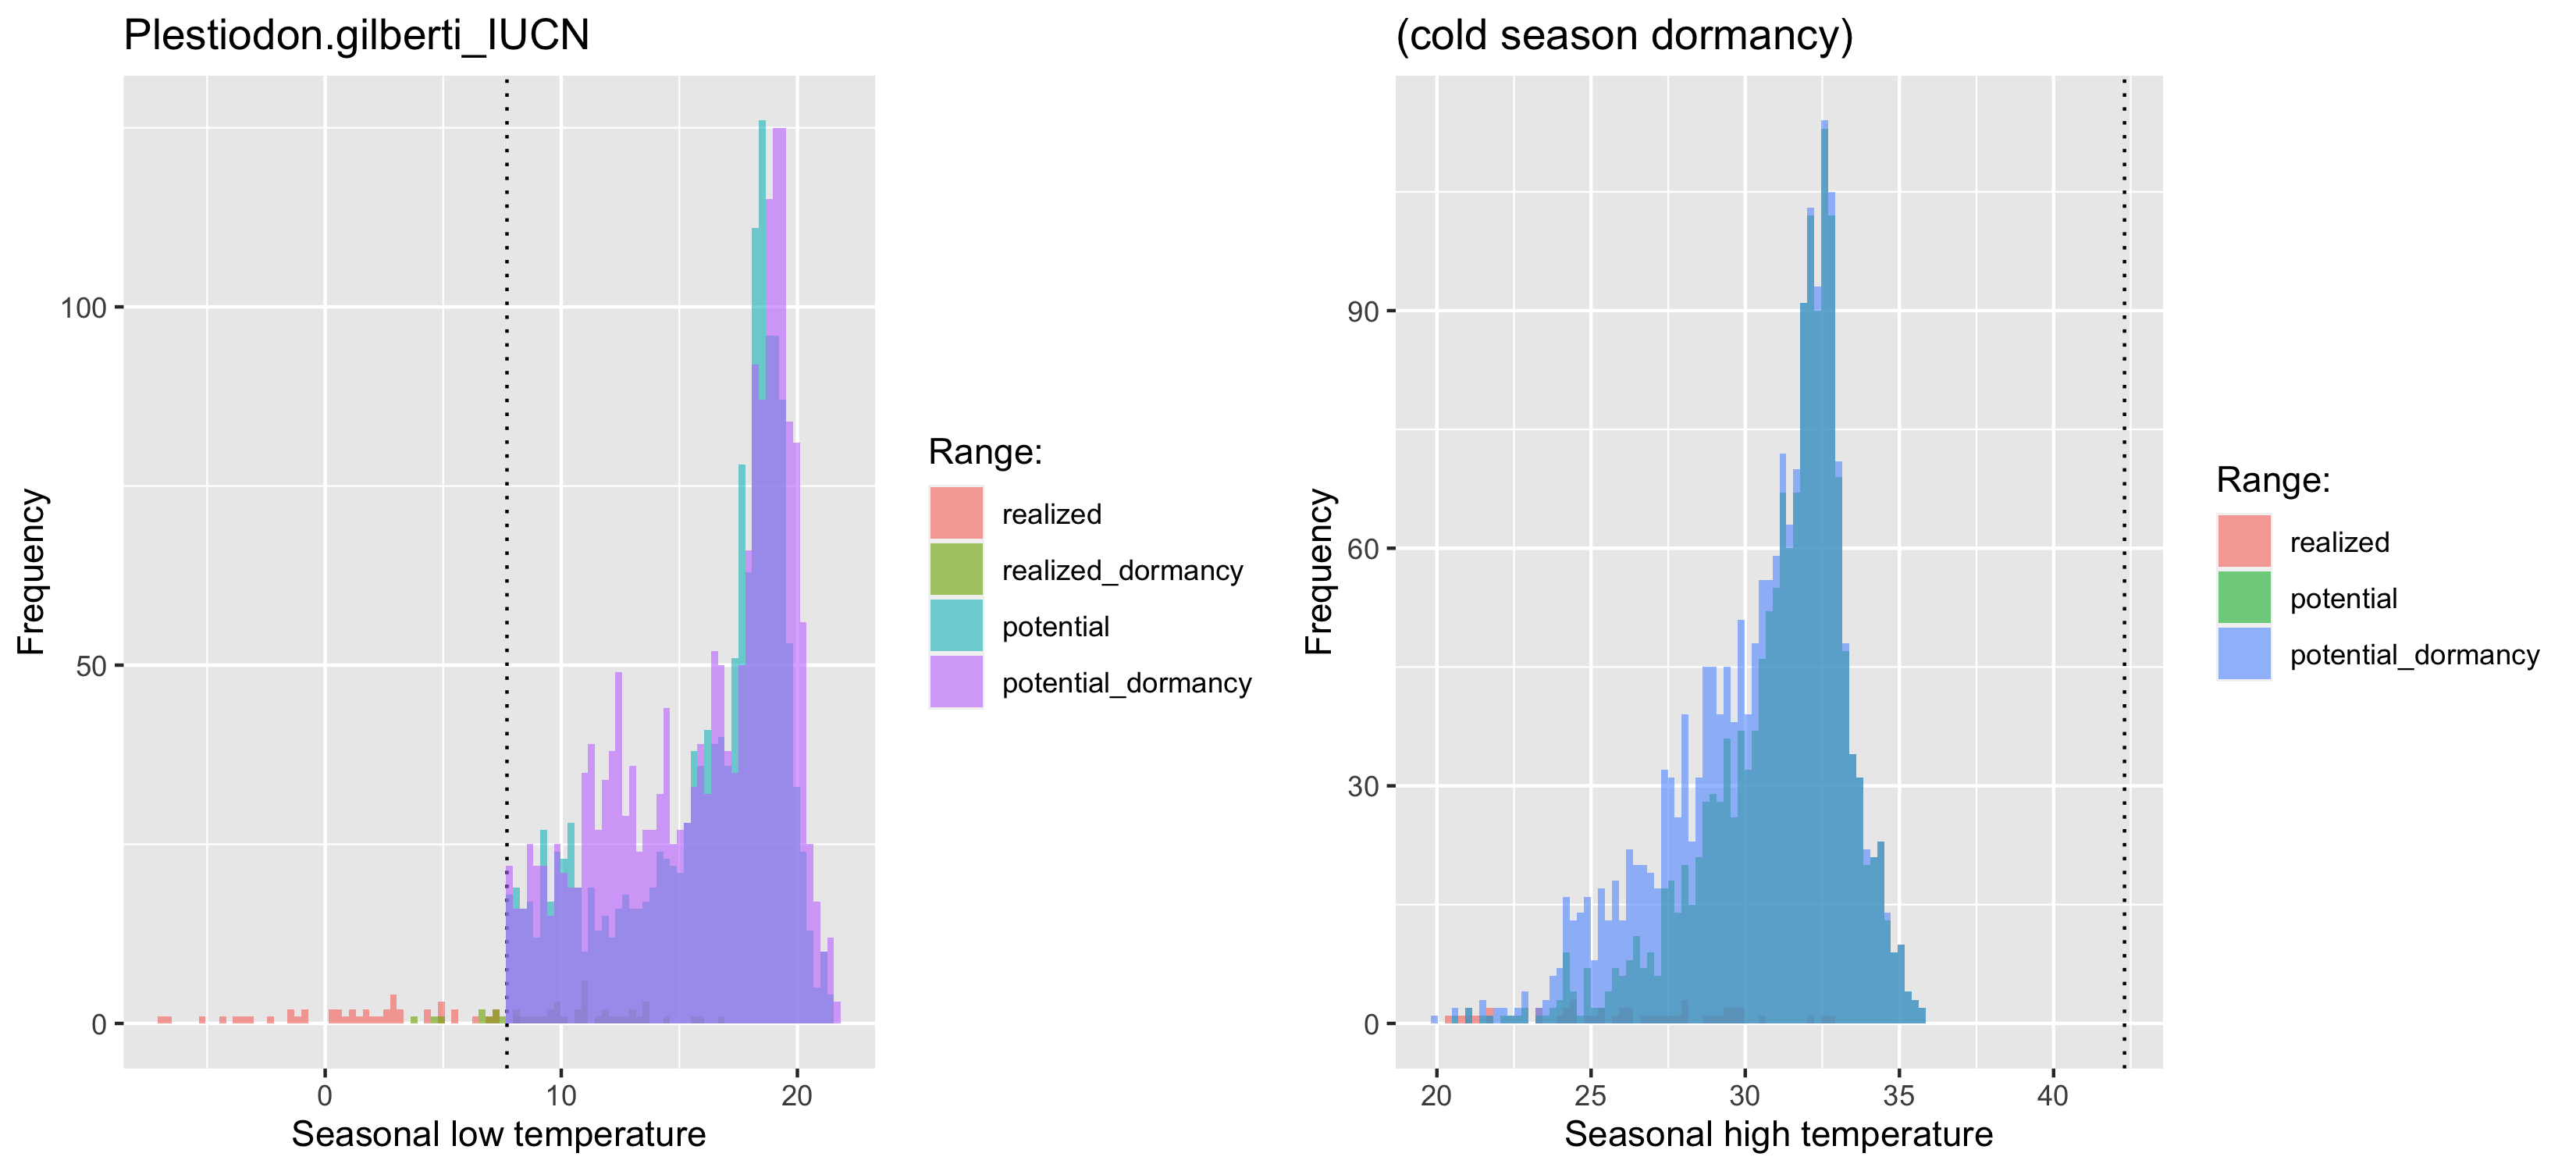 Plestiodon.gilberti_IUCN
(cold season dormancy)
Frequency
100
50
0
0
10
20
Seasonal low temperature
Range:
realized
realized_dormancy
potential
potential_dormancy
Frequency
90
60
30
0
20
25
30
35
40
Seasonal high temperature
Range:
realized
potential
potential_dormancy